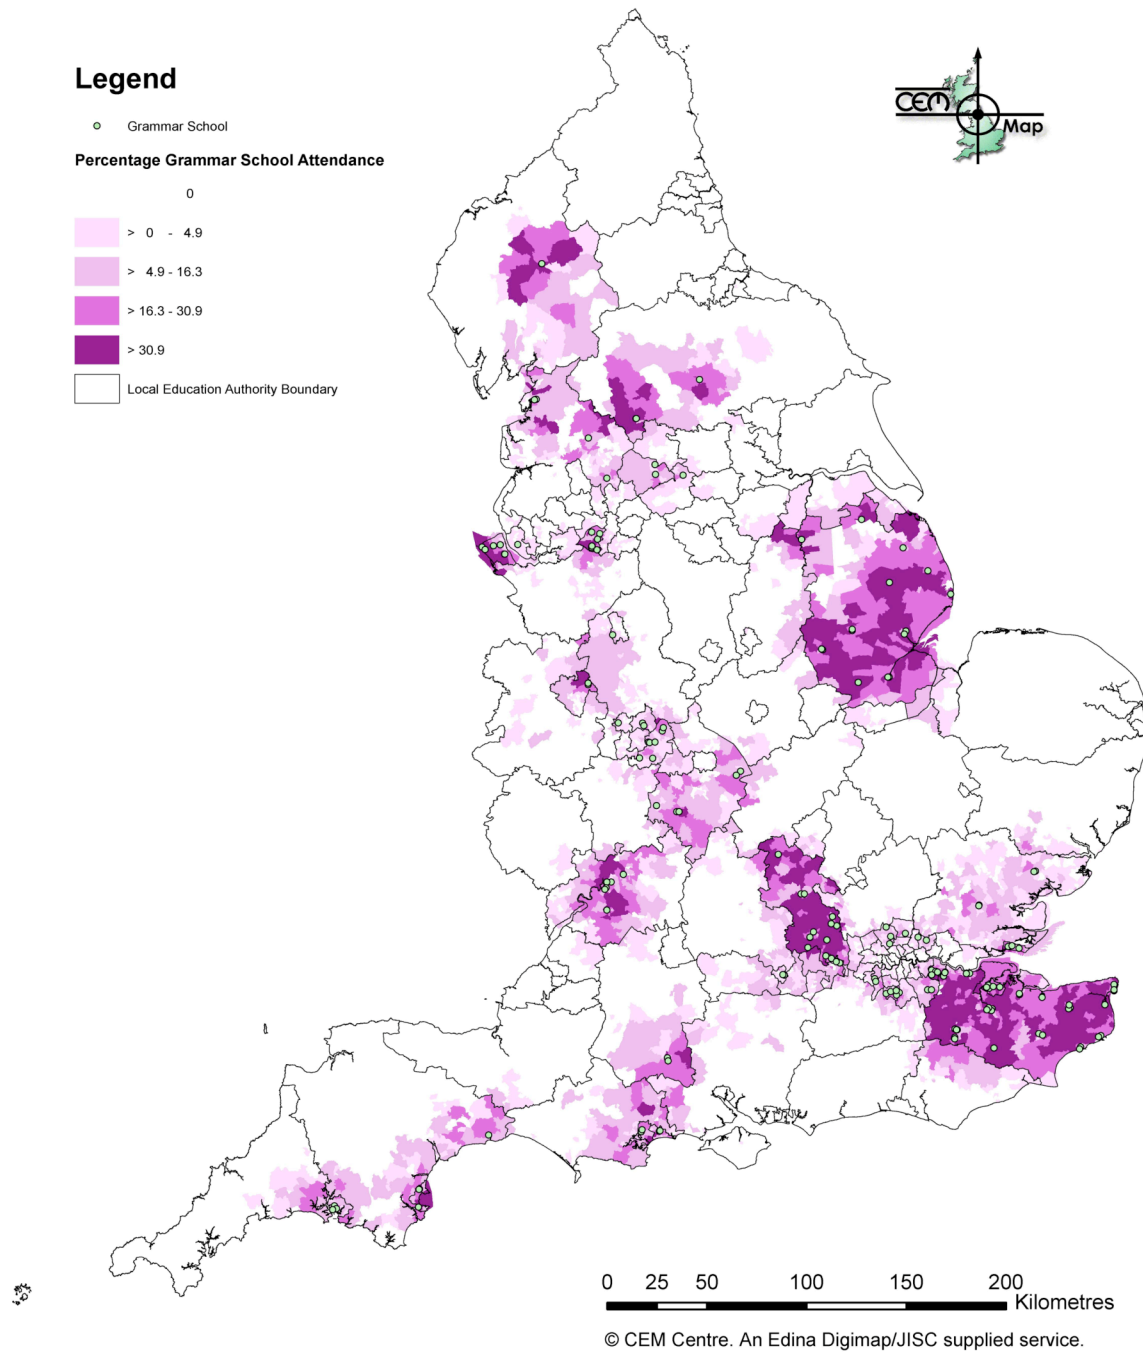 Legend
Grammar School
Percentage Grammar School Attendance
0
> 0 - 4.9
> 4.9 - 16.3
> 16.3 - 30.9
> 30.9
Local Education Authority Boundary
CEM
Map
0 25 50 100 150 200
Kilometres
© CEM Centre. An Edina Digimap/JISC supplied service.